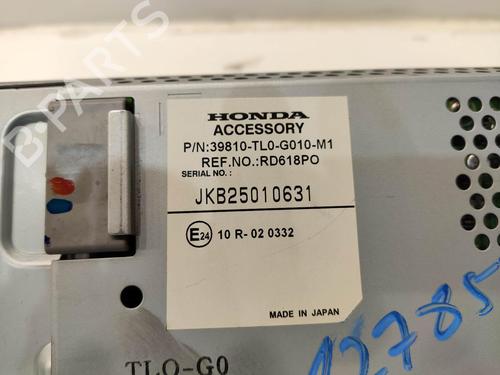 B-PARTS
HONDA
ACCESSORY
P/N:39810-TL0-G010-M1
REF.NO.:RD618PO
SERIAL NO.:
JKB25010631
E24 10 R-02 0332
MADE IN JAPAN
TLO-G0